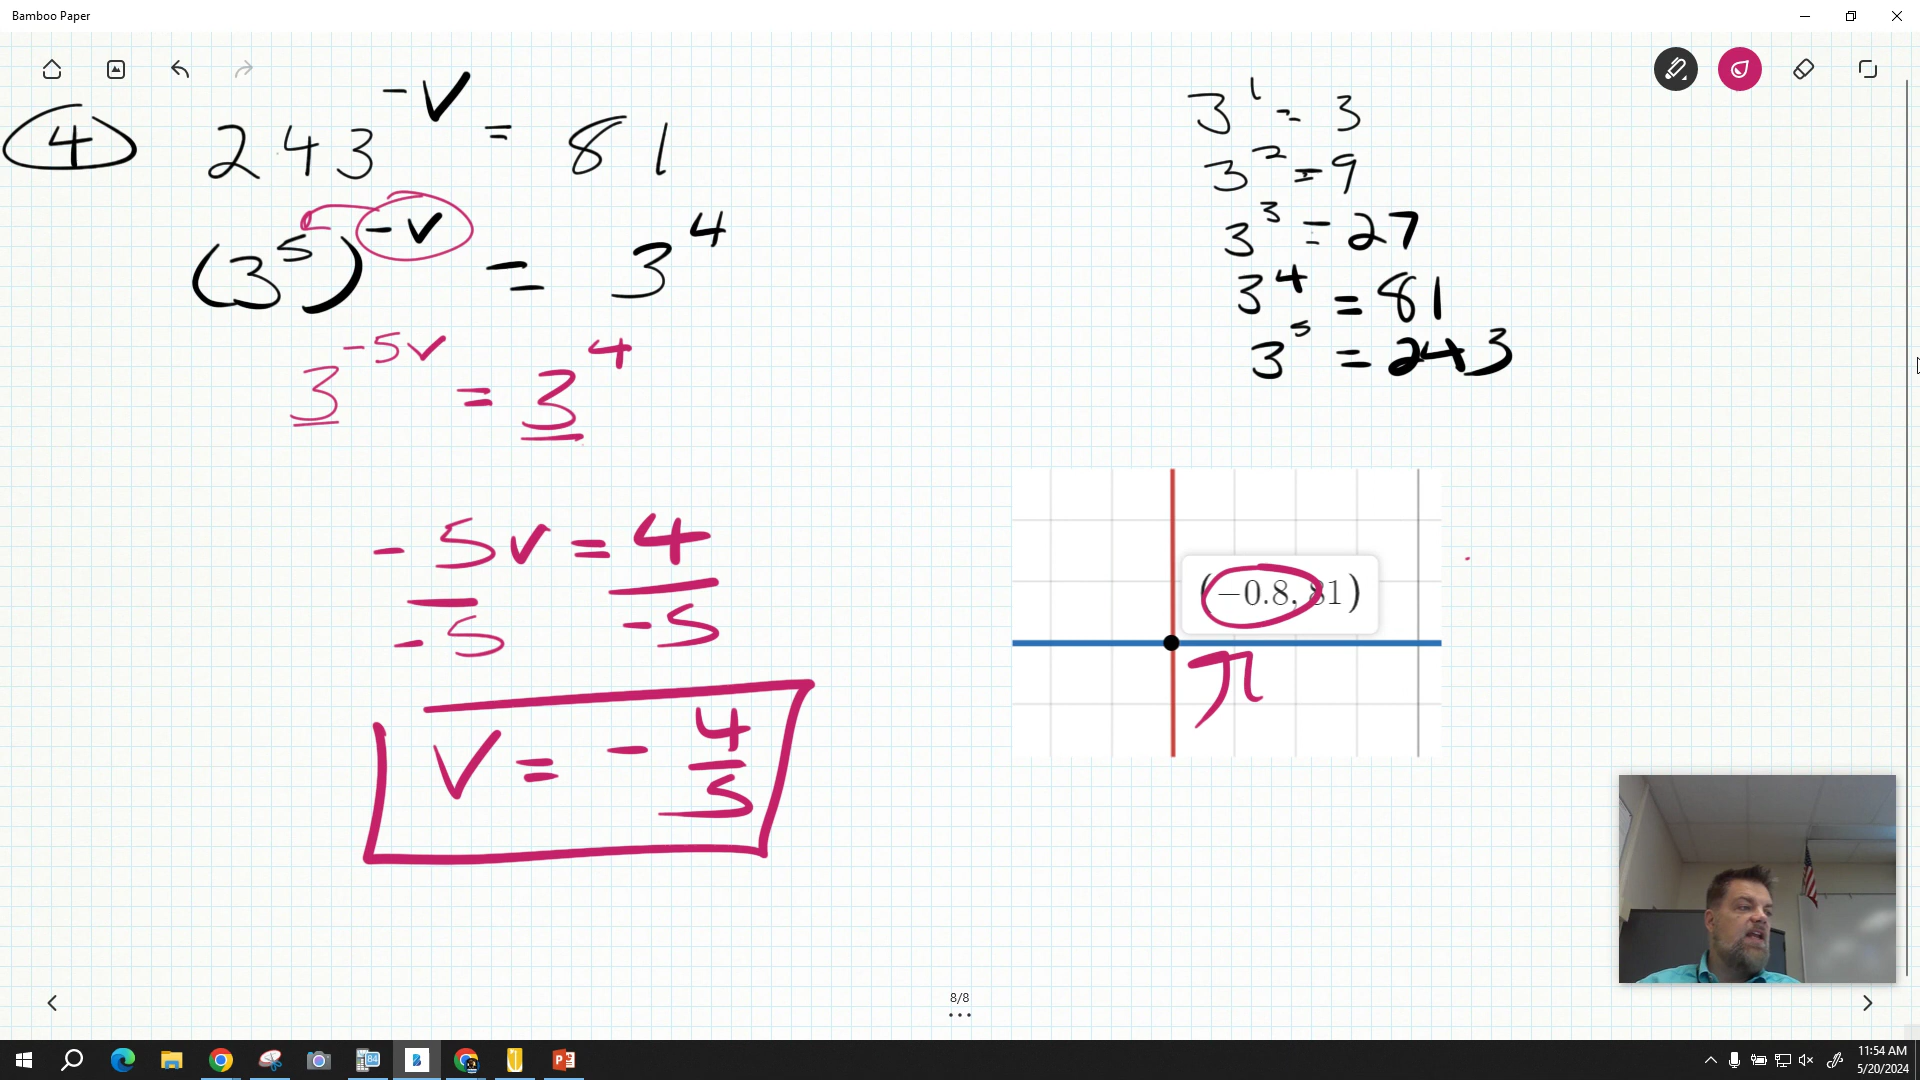 Bamboo Paper
④ 243^{-v} = 81
(3^5)^{-v} = 3^4
3^{-5v} = 3^4
-5v = 4
-5 -5
v = -4/5
3^1 = 3
3^2 = 9
3^3 = 27
3^4 = 81
3^5 = 243
(−0.8, 81)
π
8/8
84
B
11:54 AM
5/20/2024